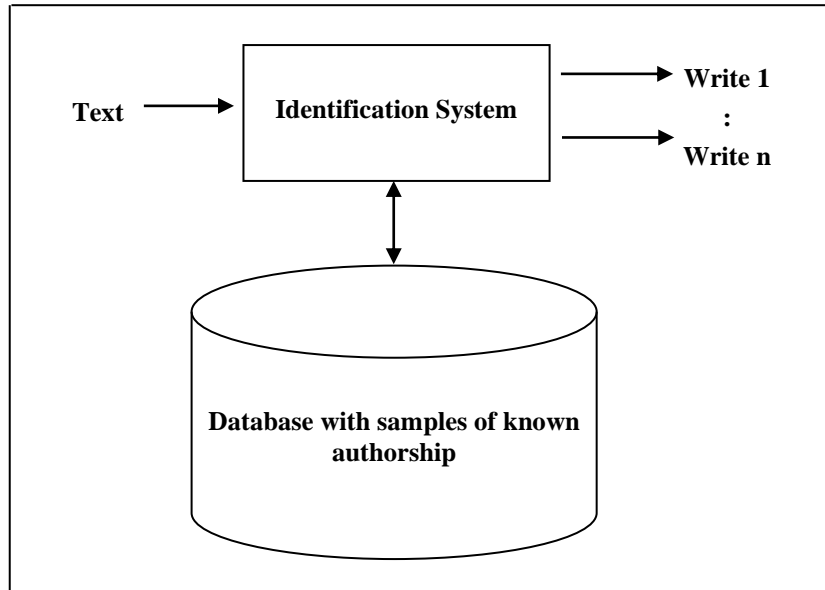 Text
Identification System
Write 1
:
Write n
Database with samples of known
authorship